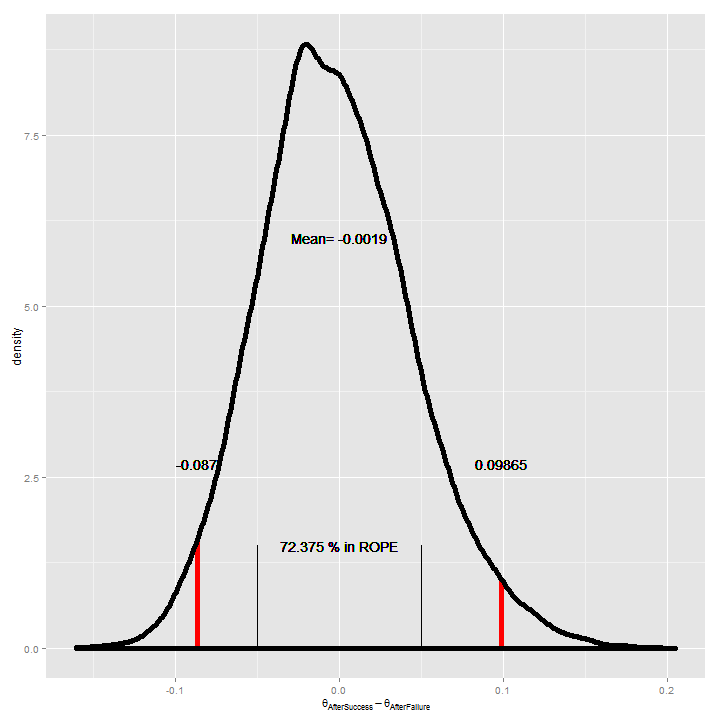 7.5
Mean= -0.0019
5.0
density
-0.087
0.09865
2.5
72.375 % in ROPE
0.0
-0.1 0.0 0.1 0.2
θAfterSuccess − θAfterFailure